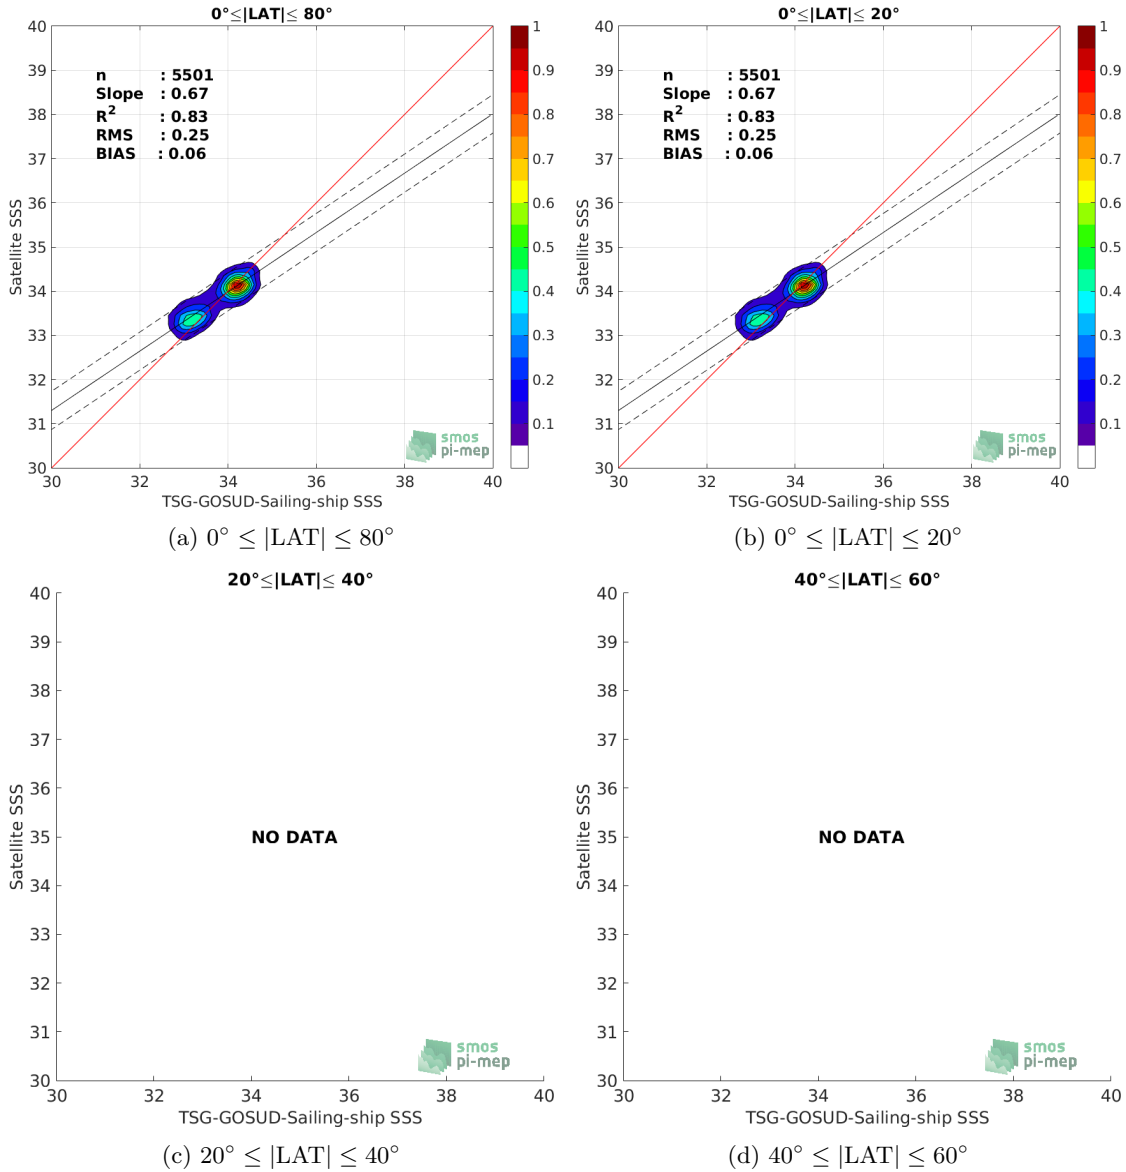 0°≤|LAT|≤ 80°
n : 5501
Slope : 0.67
R² : 0.83
RMS : 0.25
BIAS : 0.06
40
39
38
37
36
35
34
33
32
31
30
30
32
34
36
38
40
Satellite SSS
TSG-GOSUD-Sailing-ship SSS
1
0.9
0.8
0.7
0.6
0.5
0.4
0.3
0.2
0.1
smos
pi-mep
(a) 0° ≤ |LAT| ≤ 80°
0°≤|LAT|≤ 20°
n : 5501
Slope : 0.67
R² : 0.83
RMS : 0.25
BIAS : 0.06
40
39
38
37
36
35
34
33
32
31
30
30
32
34
36
38
40
Satellite SSS
TSG-GOSUD-Sailing-ship SSS
1
0.9
0.8
0.7
0.6
0.5
0.4
0.3
0.2
0.1
smos
pi-mep
(b) 0° ≤ |LAT| ≤ 20°
20°≤|LAT|≤ 40°
40
39
38
37
36
35
34
33
32
31
30
30
32
34
36
38
40
Satellite SSS
NO DATA
TSG-GOSUD-Sailing-ship SSS
smos
pi-mep
(c) 20° ≤ |LAT| ≤ 40°
40°≤|LAT|≤ 60°
40
39
38
37
36
35
34
33
32
31
30
30
32
34
36
38
40
Satellite SSS
NO DATA
TSG-GOSUD-Sailing-ship SSS
smos
pi-mep
(d) 40° ≤ |LAT| ≤ 60°